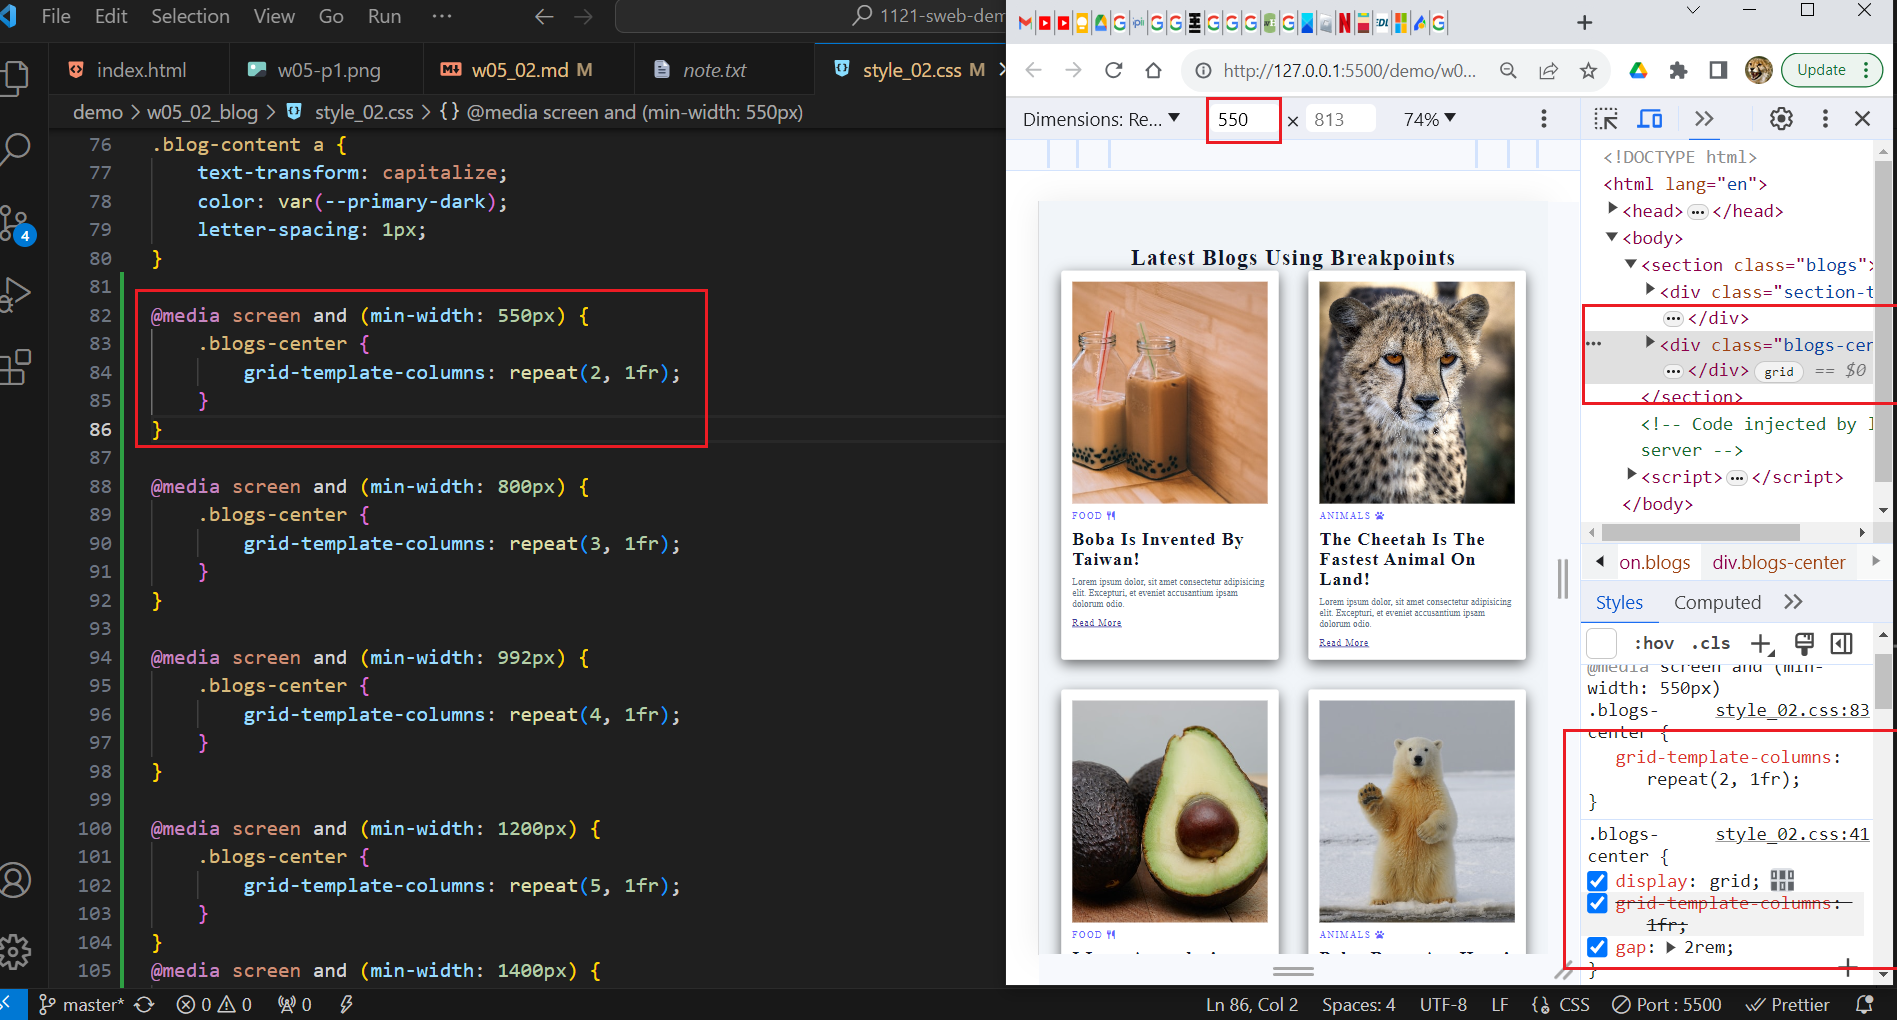 File Edit Selection View Go Run ··· 1121-sweb-dem
index.html w05-p1.png w05_02.md M note.txt style_02.css M
demo > w05_02_blog > style_02.css > {} @media screen and (min-width: 550px)
76 .blog-content a {
77 text-transform: capitalize;
78 color: var(--primary-dark);
79 letter-spacing: 1px;
80 }
81
82 @media screen and (min-width: 550px) {
83 .blogs-center {
84 grid-template-columns: repeat(2, 1fr);
85 }
86 }
87
88 @media screen and (min-width: 800px) {
89 .blogs-center {
90 grid-template-columns: repeat(3, 1fr);
91 }
92 }
93
94 @media screen and (min-width: 992px) {
95 .blogs-center {
96 grid-template-columns: repeat(4, 1fr);
97 }
98 }
99
100 @media screen and (min-width: 1200px) {
101 .blogs-center {
102 grid-template-columns: repeat(5, 1fr);
103 }
104 }
105 @media screen and (min-width: 1400px) {
4
master* 0 0 0 Ln 86, Col 2 Spaces: 4 UTF-8 LF CSS Port : 5500 Prettier
http://127.0.0.1:5500/demo/w0... Update
Dimensions: Re... 550 × 813 74%
Latest Blogs Using Breakpoints
FOOD
Boba Is Invented By
Taiwan!
Lorem ipsum dolor, sit amet consectetur adipisicing
elit. Excepturi, et eveniet accusantium ipsam
dolorum odio.
Read More
ANIMALS
The Cheetah Is The
Fastest Animal On
Land!
Lorem ipsum dolor, sit amet consectetur adipisicing
elit. Excepturi, et eveniet accusantium ipsam
dolorum odio.
Read More
FOOD
ANIMALS
<!DOCTYPE html>
<html lang="en">
<head> ··· </head>
<body>
<section class="blogs">
<div class="section-t
··· </div>
··· <div class="blogs-cen
··· </div> grid == $0
</section>
<!-- Code injected by l
server -->
<script> ··· </script>
</body>
on.blogs div.blogs-center
Styles Computed
:hov .cls
@media screen and (min-
width: 550px)
.blogs- style_02.css:83
center {
grid-template-columns:
repeat(2, 1fr);
}
.blogs- style_02.css:41
center {
display: grid;
grid-template-columns:
1fr;
gap: 2rem;
}